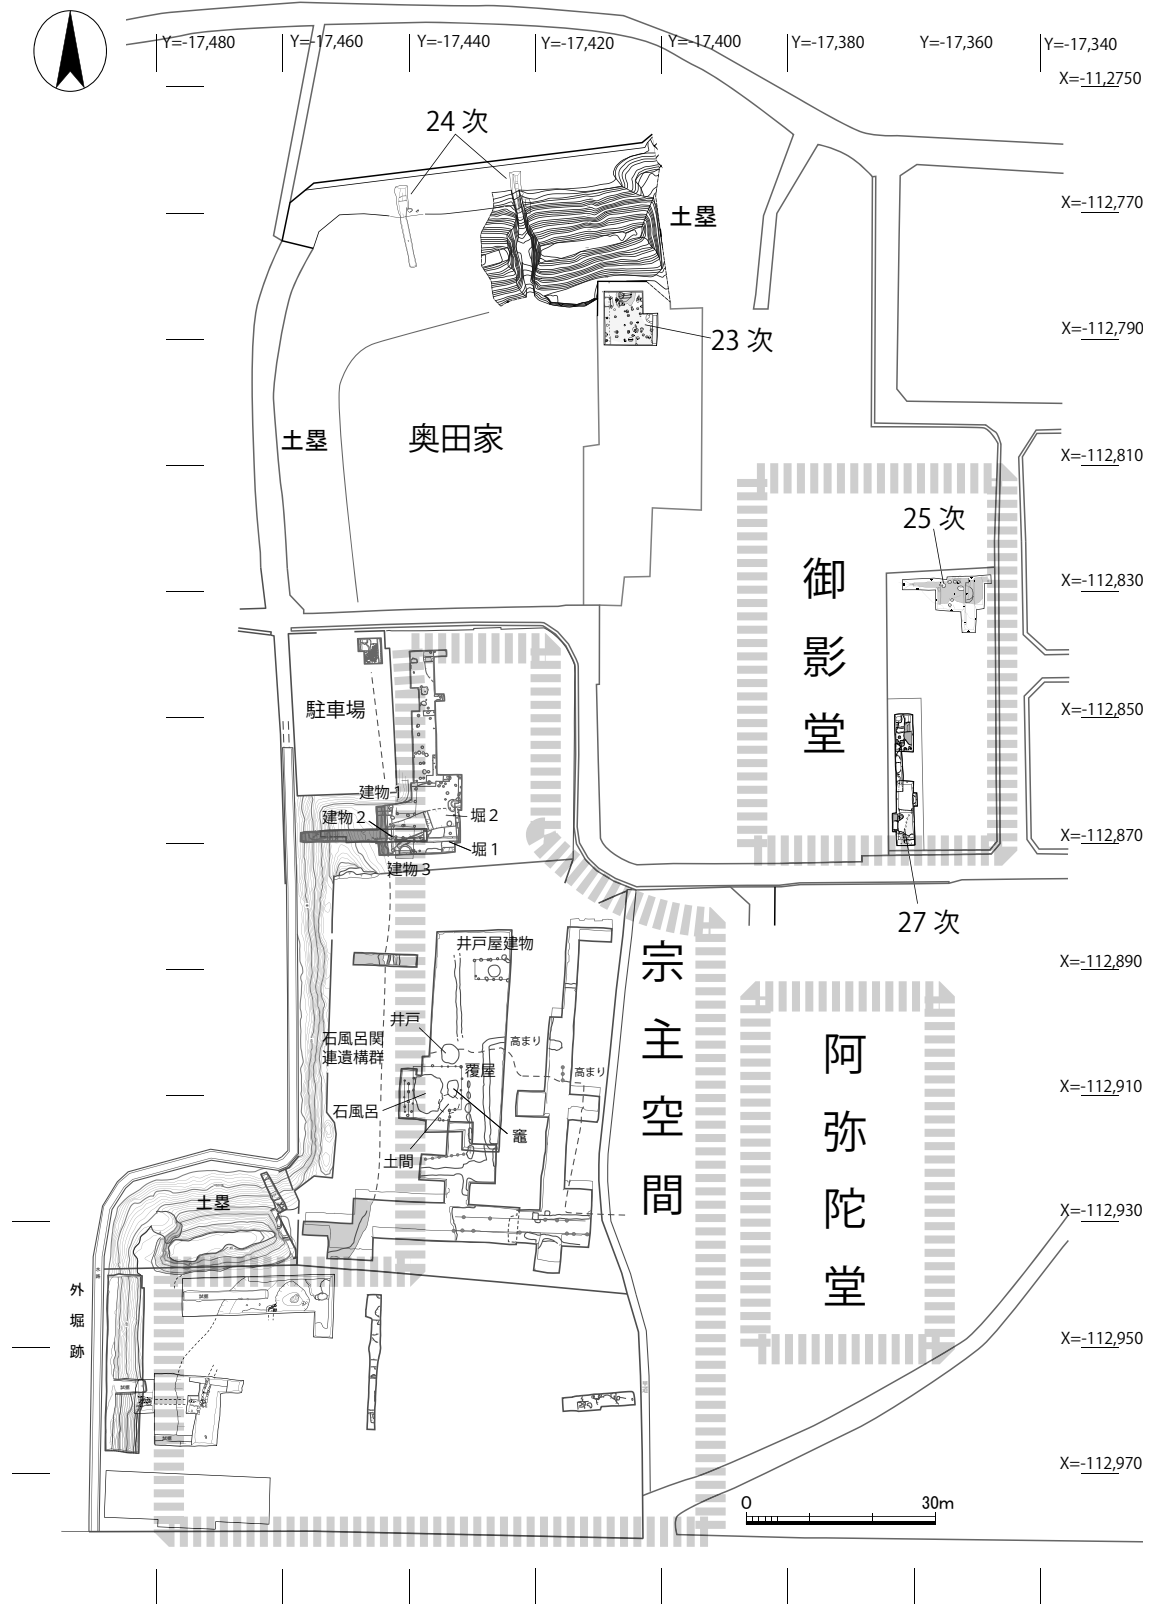 Y=-17,480
Y=-17,460
Y=-17,440
Y=-17,420
Y=-17,400
Y=-17,380
Y=-17,360
Y=-17,340
X=-11,2750
24 次
X=-112,770
土塁
X=-112,790
23 次
土塁
奥田家
X=-112,810
25 次
御影堂
X=-112,830
駐車場
X=-112,850
建物 1
建物 2
堀 2
堀 1
建物 3
X=-112,870
27 次
宗主空間
井戸屋建物
X=-112,890
井戸
石風呂関
連遺構群
高まり
覆屋
高まり
阿弥陀堂
石風呂
竈
土間
X=-112,910
土塁
X=-112,930
外堀跡
X=-112,950
X=-112,970
0
30m